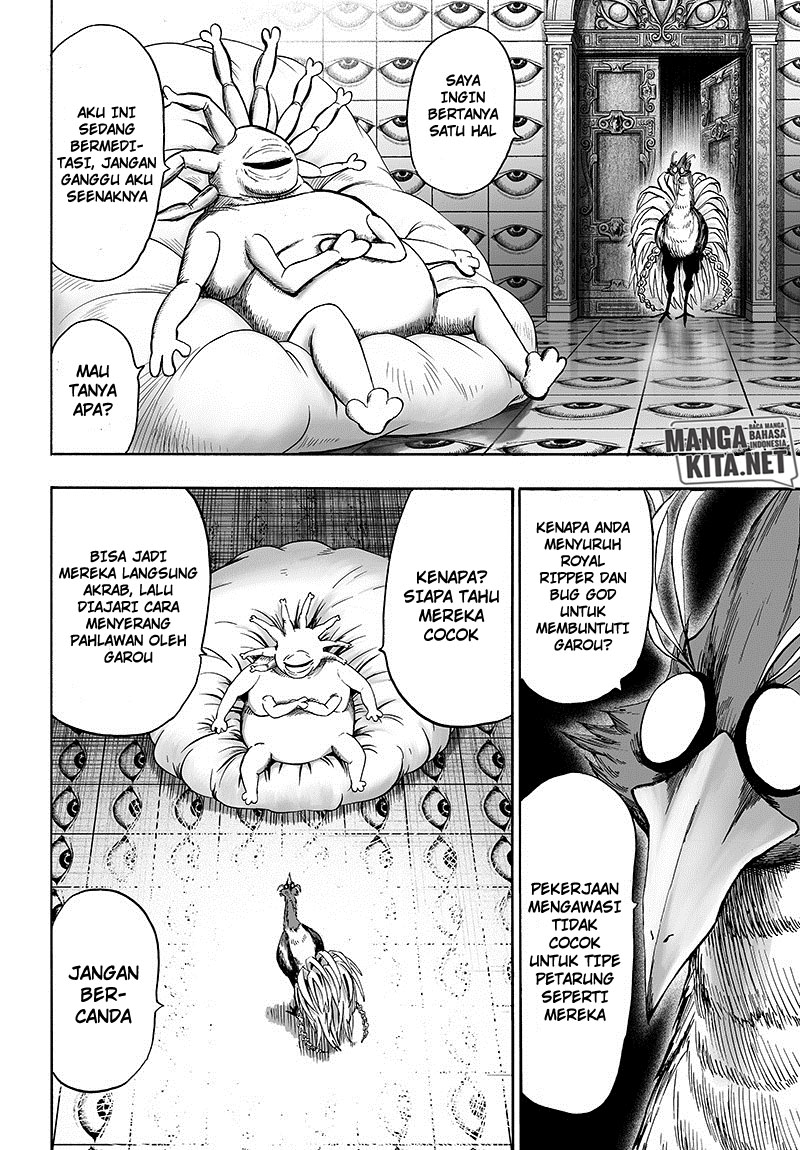 SAYA
INGIN
BERTANYA
SATU HAL
AKU INI
SEDANG
BERMEDI-
TASI, JANGAN
GANGGU AKU
SEENAKNYA
MAU
TANYA
APA?
MANGA
KITA.NET
BACA MANGA
BAHASA
INDONESIA
KENAPA ANDA
MENYURUH
ROYAL
RIPPER DAN
BUG GOD
UNTUK
MEMBUNTUTI
GAROU?
PEKERJAAN
MENGAWASI
TIDAK
COCOK
UNTUK TIPE
PETARUNG
SEPERTI
MEREKA
KENAPA?
SIAPA TAHU
MEREKA
COCOK
BISA JADI
MEREKA LANGSUNG
AKRAB, LALU
DIAJARI CARA
MENYERANG
PAHLAWAN OLEH
GAROU
JANGAN
BER-
CANDA